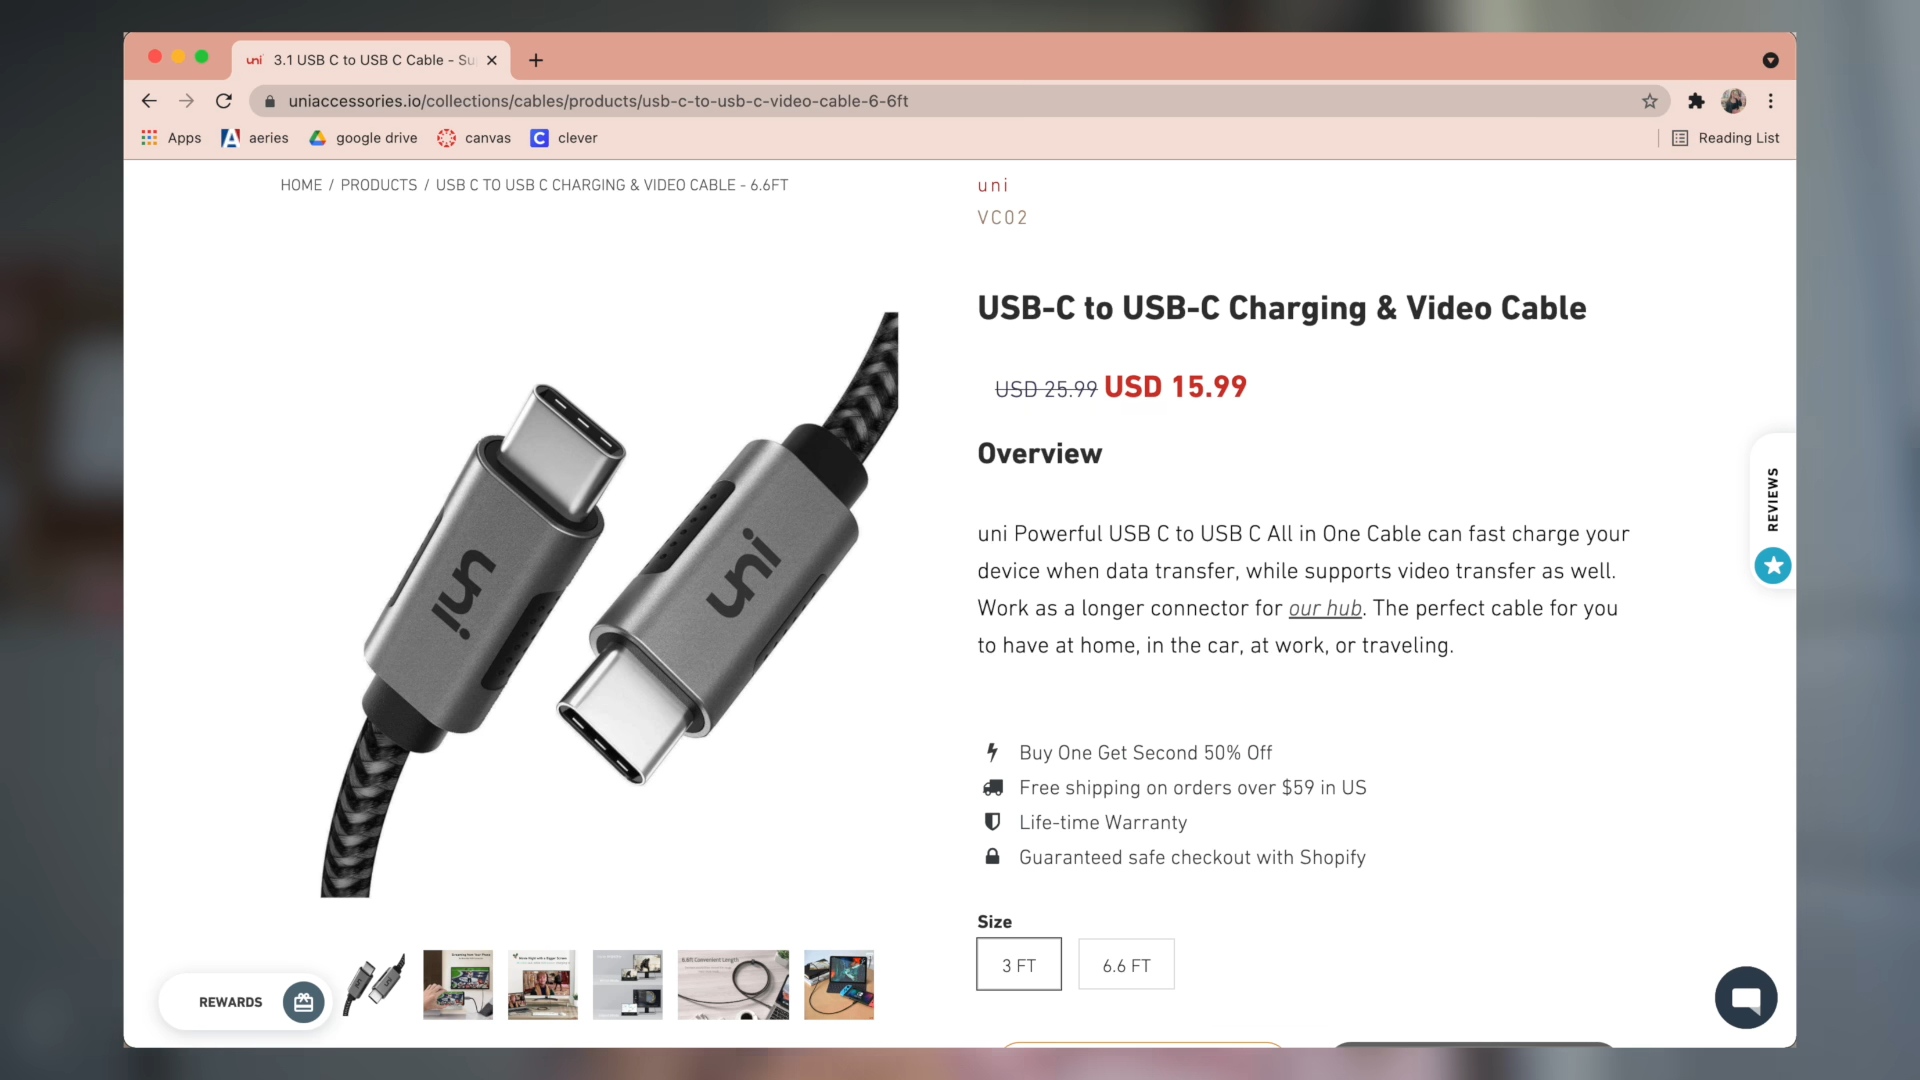 uni 3.1 USB C to USB C Cable - Su
uniaccessories.io/collections/cables/products/usb-c-to-usb-c-video-cable-6-6ft
Apps aeries google drive canvas clever Reading List
HOME / PRODUCTS / USB C TO USB C CHARGING & VIDEO CABLE - 6.6FT
uni
VC02
USB-C to USB-C Charging & Video Cable
USD 25.99 USD 15.99
Overview
uni Powerful USB C to USB C All in One Cable can fast charge your
device when data transfer, while supports video transfer as well.
Work as a longer connector for our hub. The perfect cable for you
to have at home, in the car, at work, or traveling.
Buy One Get Second 50% Off
Free shipping on orders over $59 in US
Life-time Warranty
Guaranteed safe checkout with Shopify
Size
3 FT 6.6 FT
uni
uni
REVIEWS
REWARDS
6.6ft Convenient Length